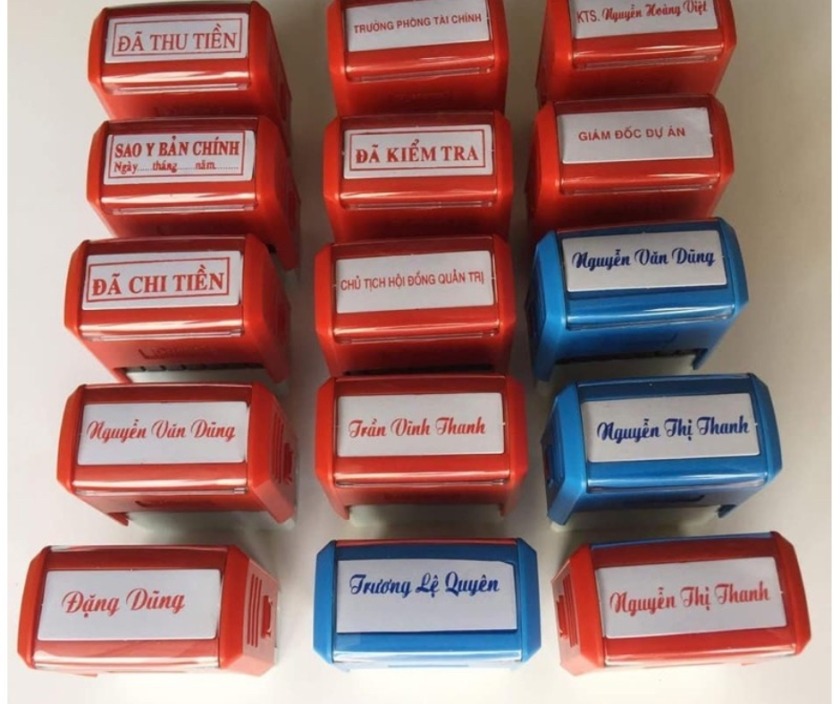 ĐÃ THU TIỀN
TRƯỞNG PHÒNG TÀI CHÍNH
KTS. Nguyễn Hoàng Việt
SAO Y BẢN CHÍNH
Ngày.....tháng.....năm.....
ĐÃ KIỂM TRA
GIÁM ĐỐC DỰ ÁN
ĐÃ CHI TIỀN
CHỦ TỊCH HỘI ĐỒNG QUẢN TRỊ
Nguyễn Văn Dũng
Nguyễn Văn Dũng
Trần Vinh Thanh
Nguyễn Thị Thanh
Đặng Dũng
Trương Lệ Quyên
Nguyễn Thị Thanh